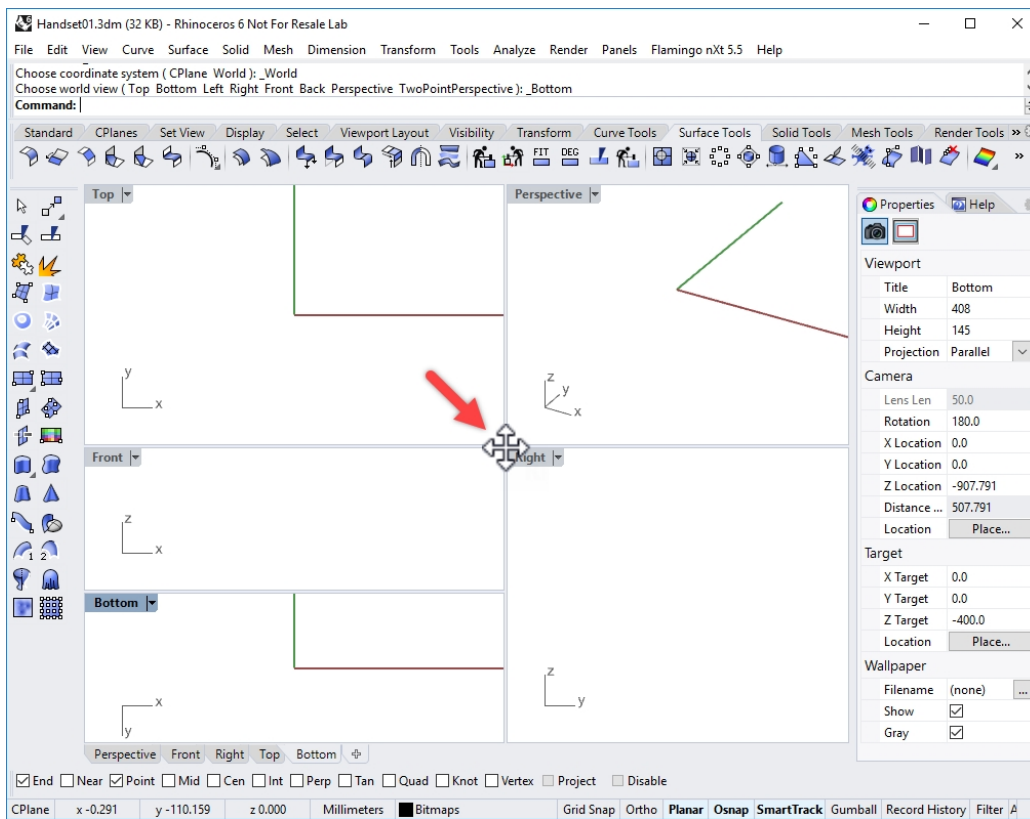 Handset01.3dm (32 KB) - Rhinoceros 6 Not For Resale Lab
File Edit View Curve Surface Solid Mesh Dimension Transform Tools Analyze Render Panels Flamingo nXt 5.5 Help
Choose coordinate system ( CPlane World ): _World
Choose world view ( Top Bottom Left Right Front Back Perspective TwoPointPerspective ): _Bottom
Command:
Standard CPlanes Set View Display Select Viewport Layout Visibility Transform Curve Tools Surface Tools Solid Tools Mesh Tools Render Tools »
FIT DEG »
Top
Perspective
Properties Help
Viewport
Title Bottom
Width 408
Height 145
Projection Parallel
Camera
Lens Len 50.0
Rotation 180.0
X Location 0.0
Y Location 0.0
Z Location -907.791
Distance ... 507.791
Location Place...
Target
X Target 0.0
Y Target 0.0
Z Target -400.0
Location Place...
Wallpaper
Filename (none) ...
Show
Gray
y
x
z
y
x
Front
Right
z
x
Bottom
x
y
z
y
1 2
Perspective Front Right Top Bottom
End Near Point Mid Cen Int Perp Tan Quad Knot Vertex Project Disable
CPlane x -0.291 y -110.159 z 0.000 Millimeters Bitmaps Grid Snap Ortho Planar Osnap SmartTrack Gumball Record History Filter A